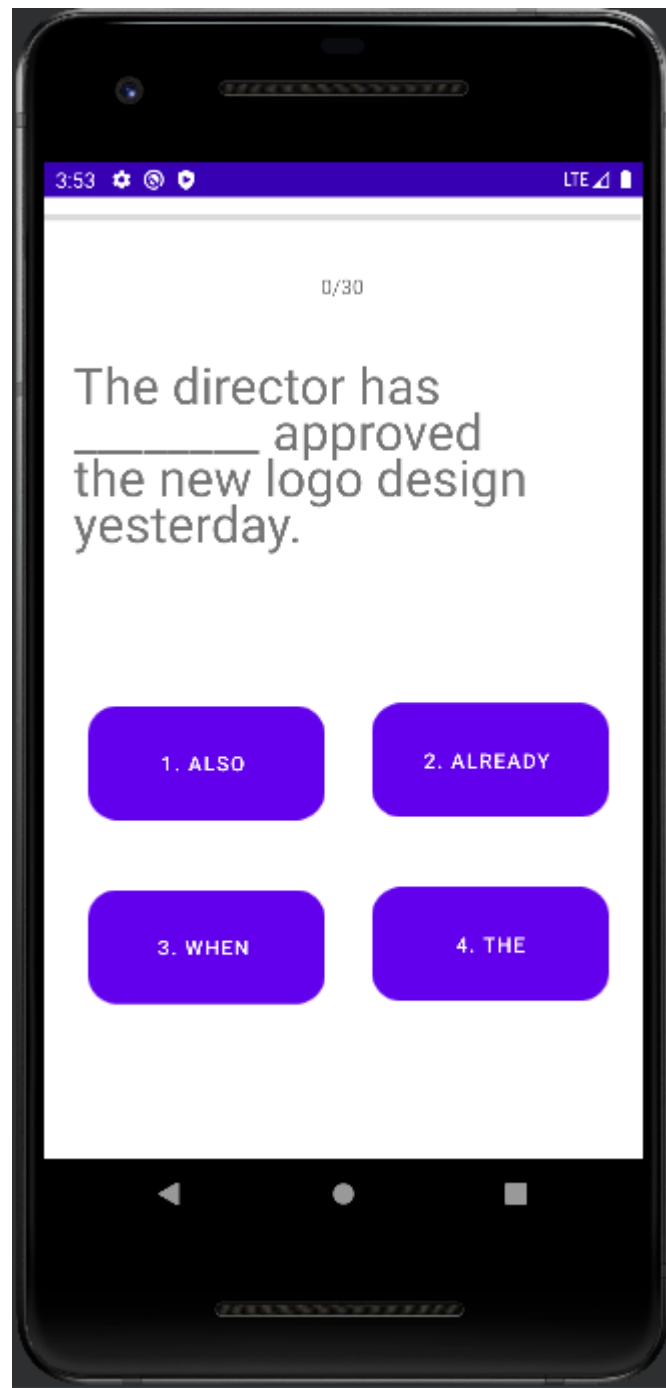 3:53
LTE
0/30
The director has
________ approved
the new logo design
yesterday.
1. ALSO
2. ALREADY
3. WHEN
4. THE